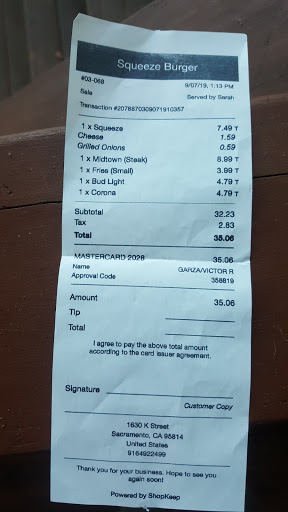 Squeeze Burger
#03-068 9/07/19, 1:13 PM
Sale Served by Sarah
Transaction #2078870309071910357
1 x Squeeze 7.49 T
Cheese 1.59
Grilled Onions 0.59
1 x Midtown (Steak) 8.99 T
1 x Fries (Small) 3.99 T
1 x Bud Light 4.79 T
1 x Corona 4.79 T
Subtotal 32.23
Tax 2.83
Total 35.06
MASTERCARD 2028 35.06
Name GARZA/VICTOR R
Approval Code 358819
Amount 35.06
Tip
Total
I agree to pay the above total amount
according to the card issuer agreement.
Signature
Customer Copy
1630 K Street
Sacramento, CA 95814
United States
9164922499
Thank you for your business. Hope to see you
again soon!
Powered by ShopKeep